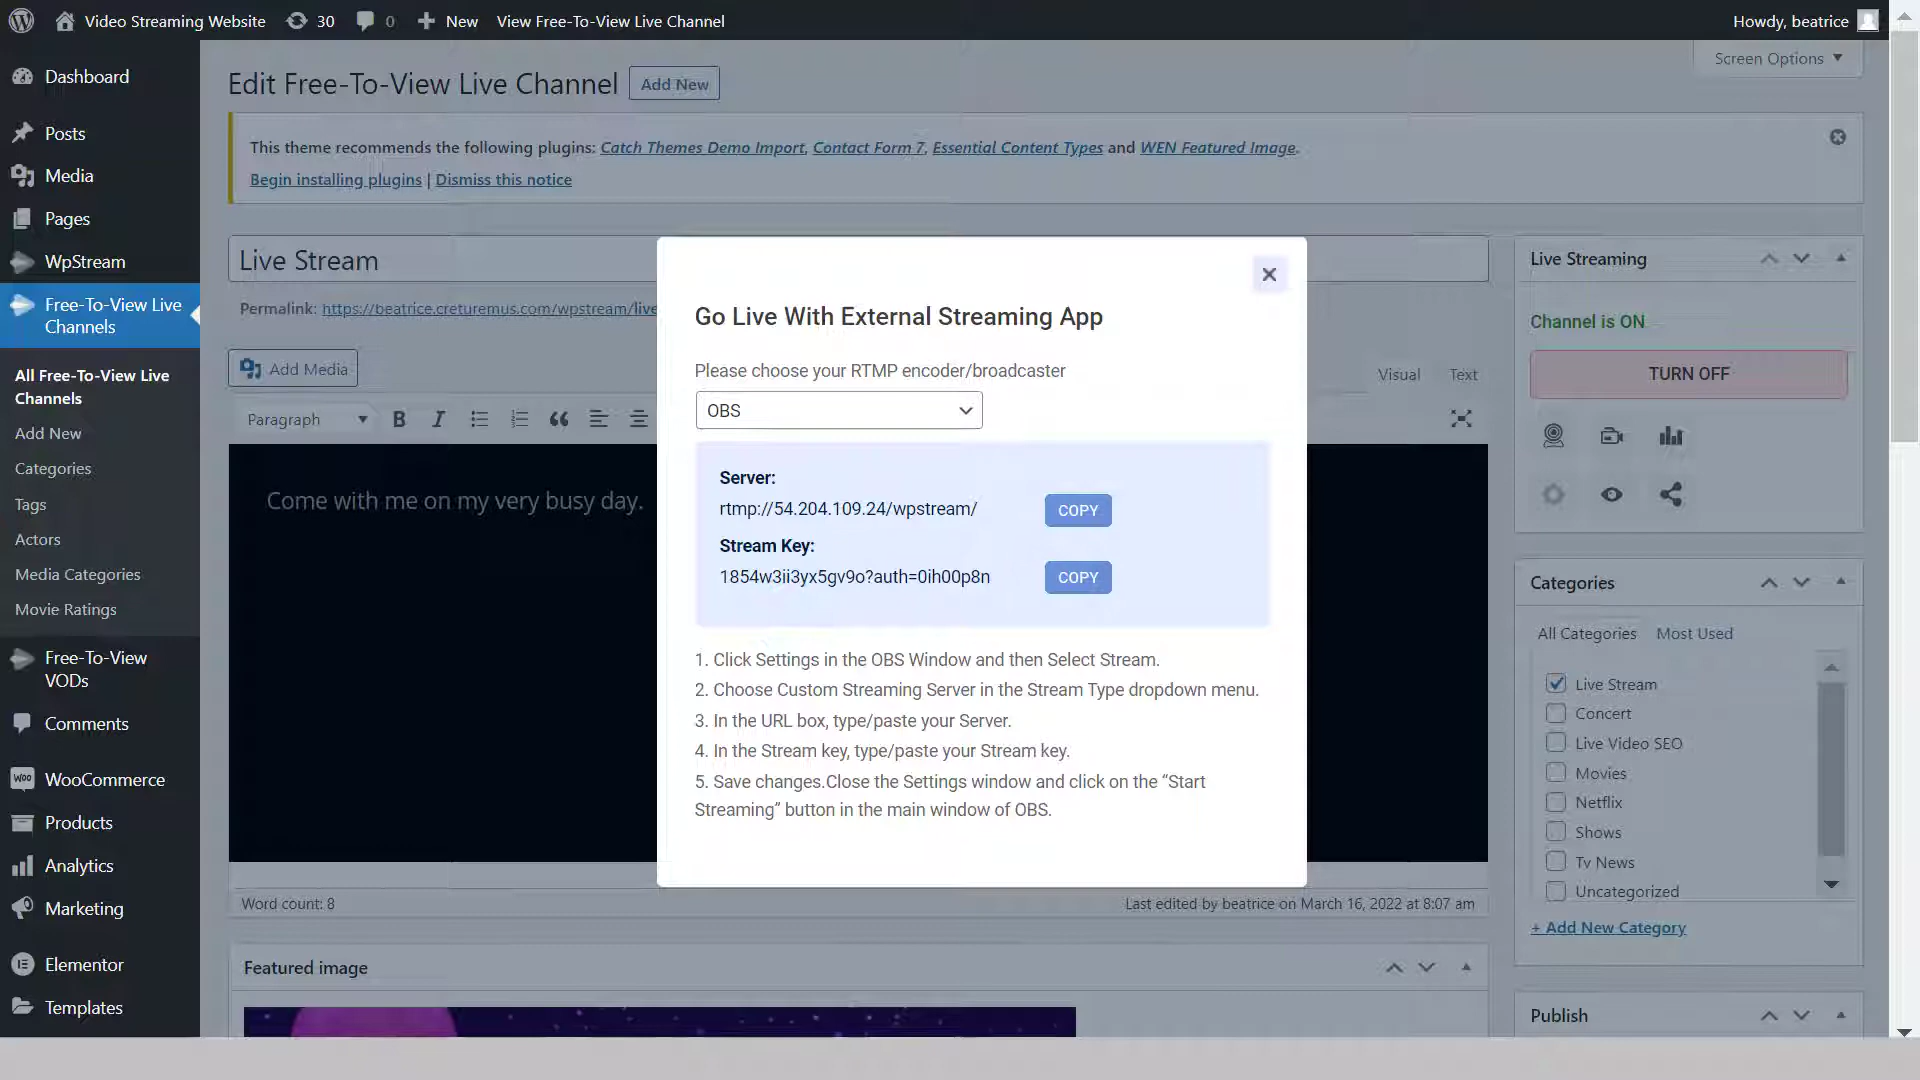 Video Streaming Website
30
0
New
View Free-To-View Live Channel
Howdy, beatrice
Dashboard
Posts
Media
Pages
WpStream
Free-To-View Live
Channels
All Free-To-View Live
Channels
Add New
Categories
Tags
Actors
Media Categories
Movie Ratings
Free-To-View
VODs
Comments
WooCommerce
Products
Analytics
Marketing
Elementor
Templates
Screen Options
Edit Free-To-View Live Channel
Add New
This theme recommends the following plugins: Catch Themes Demo Import, Contact Form 7, Essential Content Types and WEN Featured Image.
Begin installing plugins | Dismiss this notice
Live Stream
Permalink: https://beatrice.creturemus.com/wpstream/live
Add Media
Visual
Text
Paragraph
Come with me on my very busy day.
Word count: 8
Last edited by beatrice on March 16, 2022 at 8:07 am
Featured image
Go Live With External Streaming App
Please choose your RTMP encoder/broadcaster
OBS
Server:
rtmp://54.204.109.24/wpstream/
COPY
Stream Key:
1854w3ii3yx5gv9o?auth=0ih00p8n
COPY
1. Click Settings in the OBS Window and then Select Stream.
2. Choose Custom Streaming Server in the Stream Type dropdown menu.
3. In the URL box, type/paste your Server.
4. In the Stream key, type/paste your Stream key.
5. Save changes.Close the Settings window and click on the “Start
Streaming” button in the main window of OBS.
Live Streaming
Channel is ON
TURN OFF
Categories
All Categories
Most Used
Live Stream
Concert
Live Video SEO
Movies
Netflix
Shows
Tv News
Uncategorized
+ Add New Category
Publish